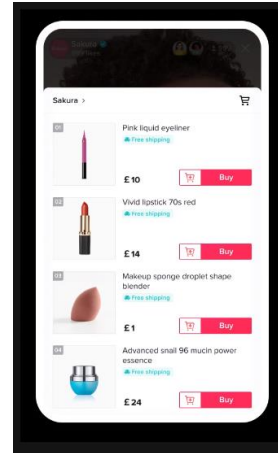 Sakura
Sakura >
01
Pink liquid eyeliner
Free shipping
£10
Buy
02
Vivid lipstick 70s red
Free shipping
£14
Buy
03
Makeup sponge droplet shape
blender
Free shipping
£1
Buy
04
Advanced snail 96 mucin power
essence
Free shipping
£24
Buy